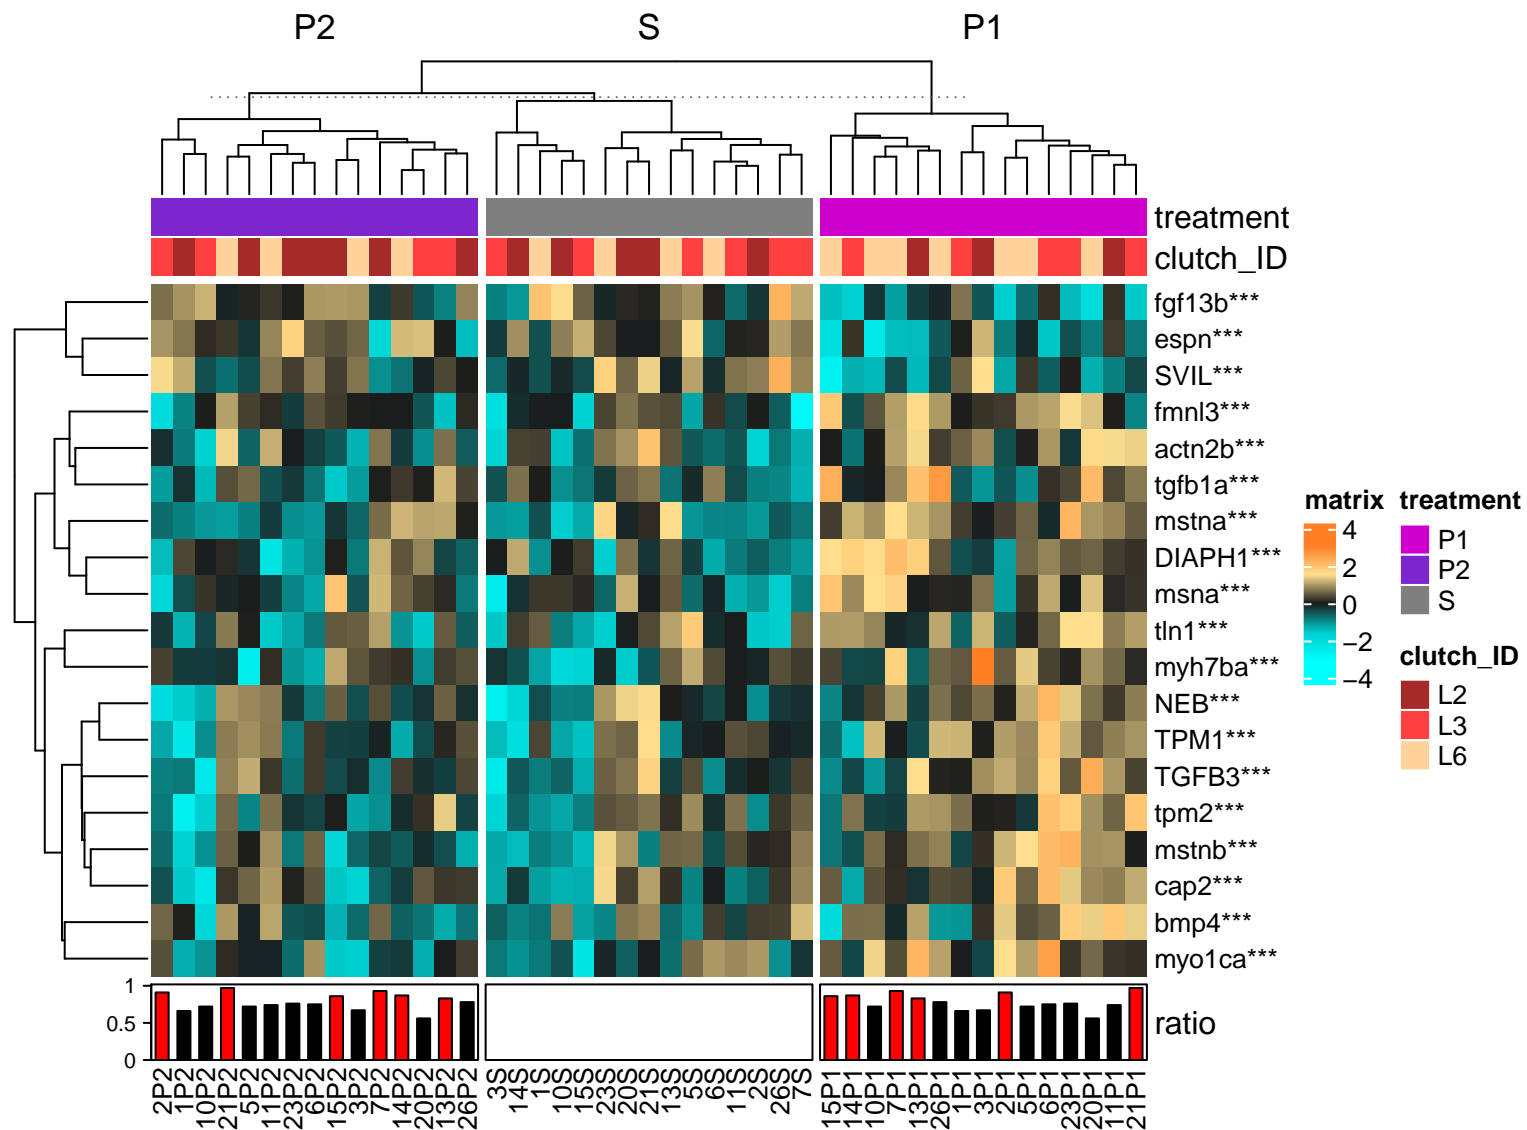 P2 S P1
treatment
clutch_ID
fgf13b***
espn***
SVIL***
fmnl3***
actn2b***
tgfb1a***
mstna***
DIAPH1***
msna***
tln1***
myh7ba***
NEB***
TPM1***
TGFB3***
tpm2***
mstnb***
cap2***
bmp4***
myo1ca***
matrix
4
2
0
−2
−4
treatment
P1
P2
S
clutch_ID
L2
L3
L6
1
0.5
0
ratio
2P2 1P2 10P2 21P2 5P2 11P2 23P2 6P2 15P2 3P2 7P2 14P2 20P2 13P2 26P2 3S 14S 1S 10S 15S 23S 20S 21S 13S 5S 6S 11S 2S 26S 7S 15P1 14P1 10P1 7P1 13P1 26P1 1P1 3P1 2P1 5P1 6P1 23P1 20P1 11P1 21P1